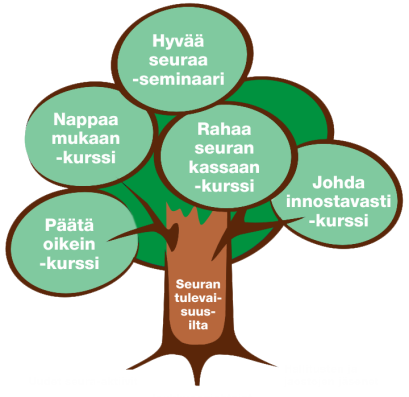 Hyvää
seuraa
-seminaari
Nappaa
mukaan
-kurssi
Rahaa
seuran
kassaan
-kurssi
Johda
innostavasti
-kurssi
Päätä
oikein
-kurssi
Seuran
tulevai-
suus-
ilta